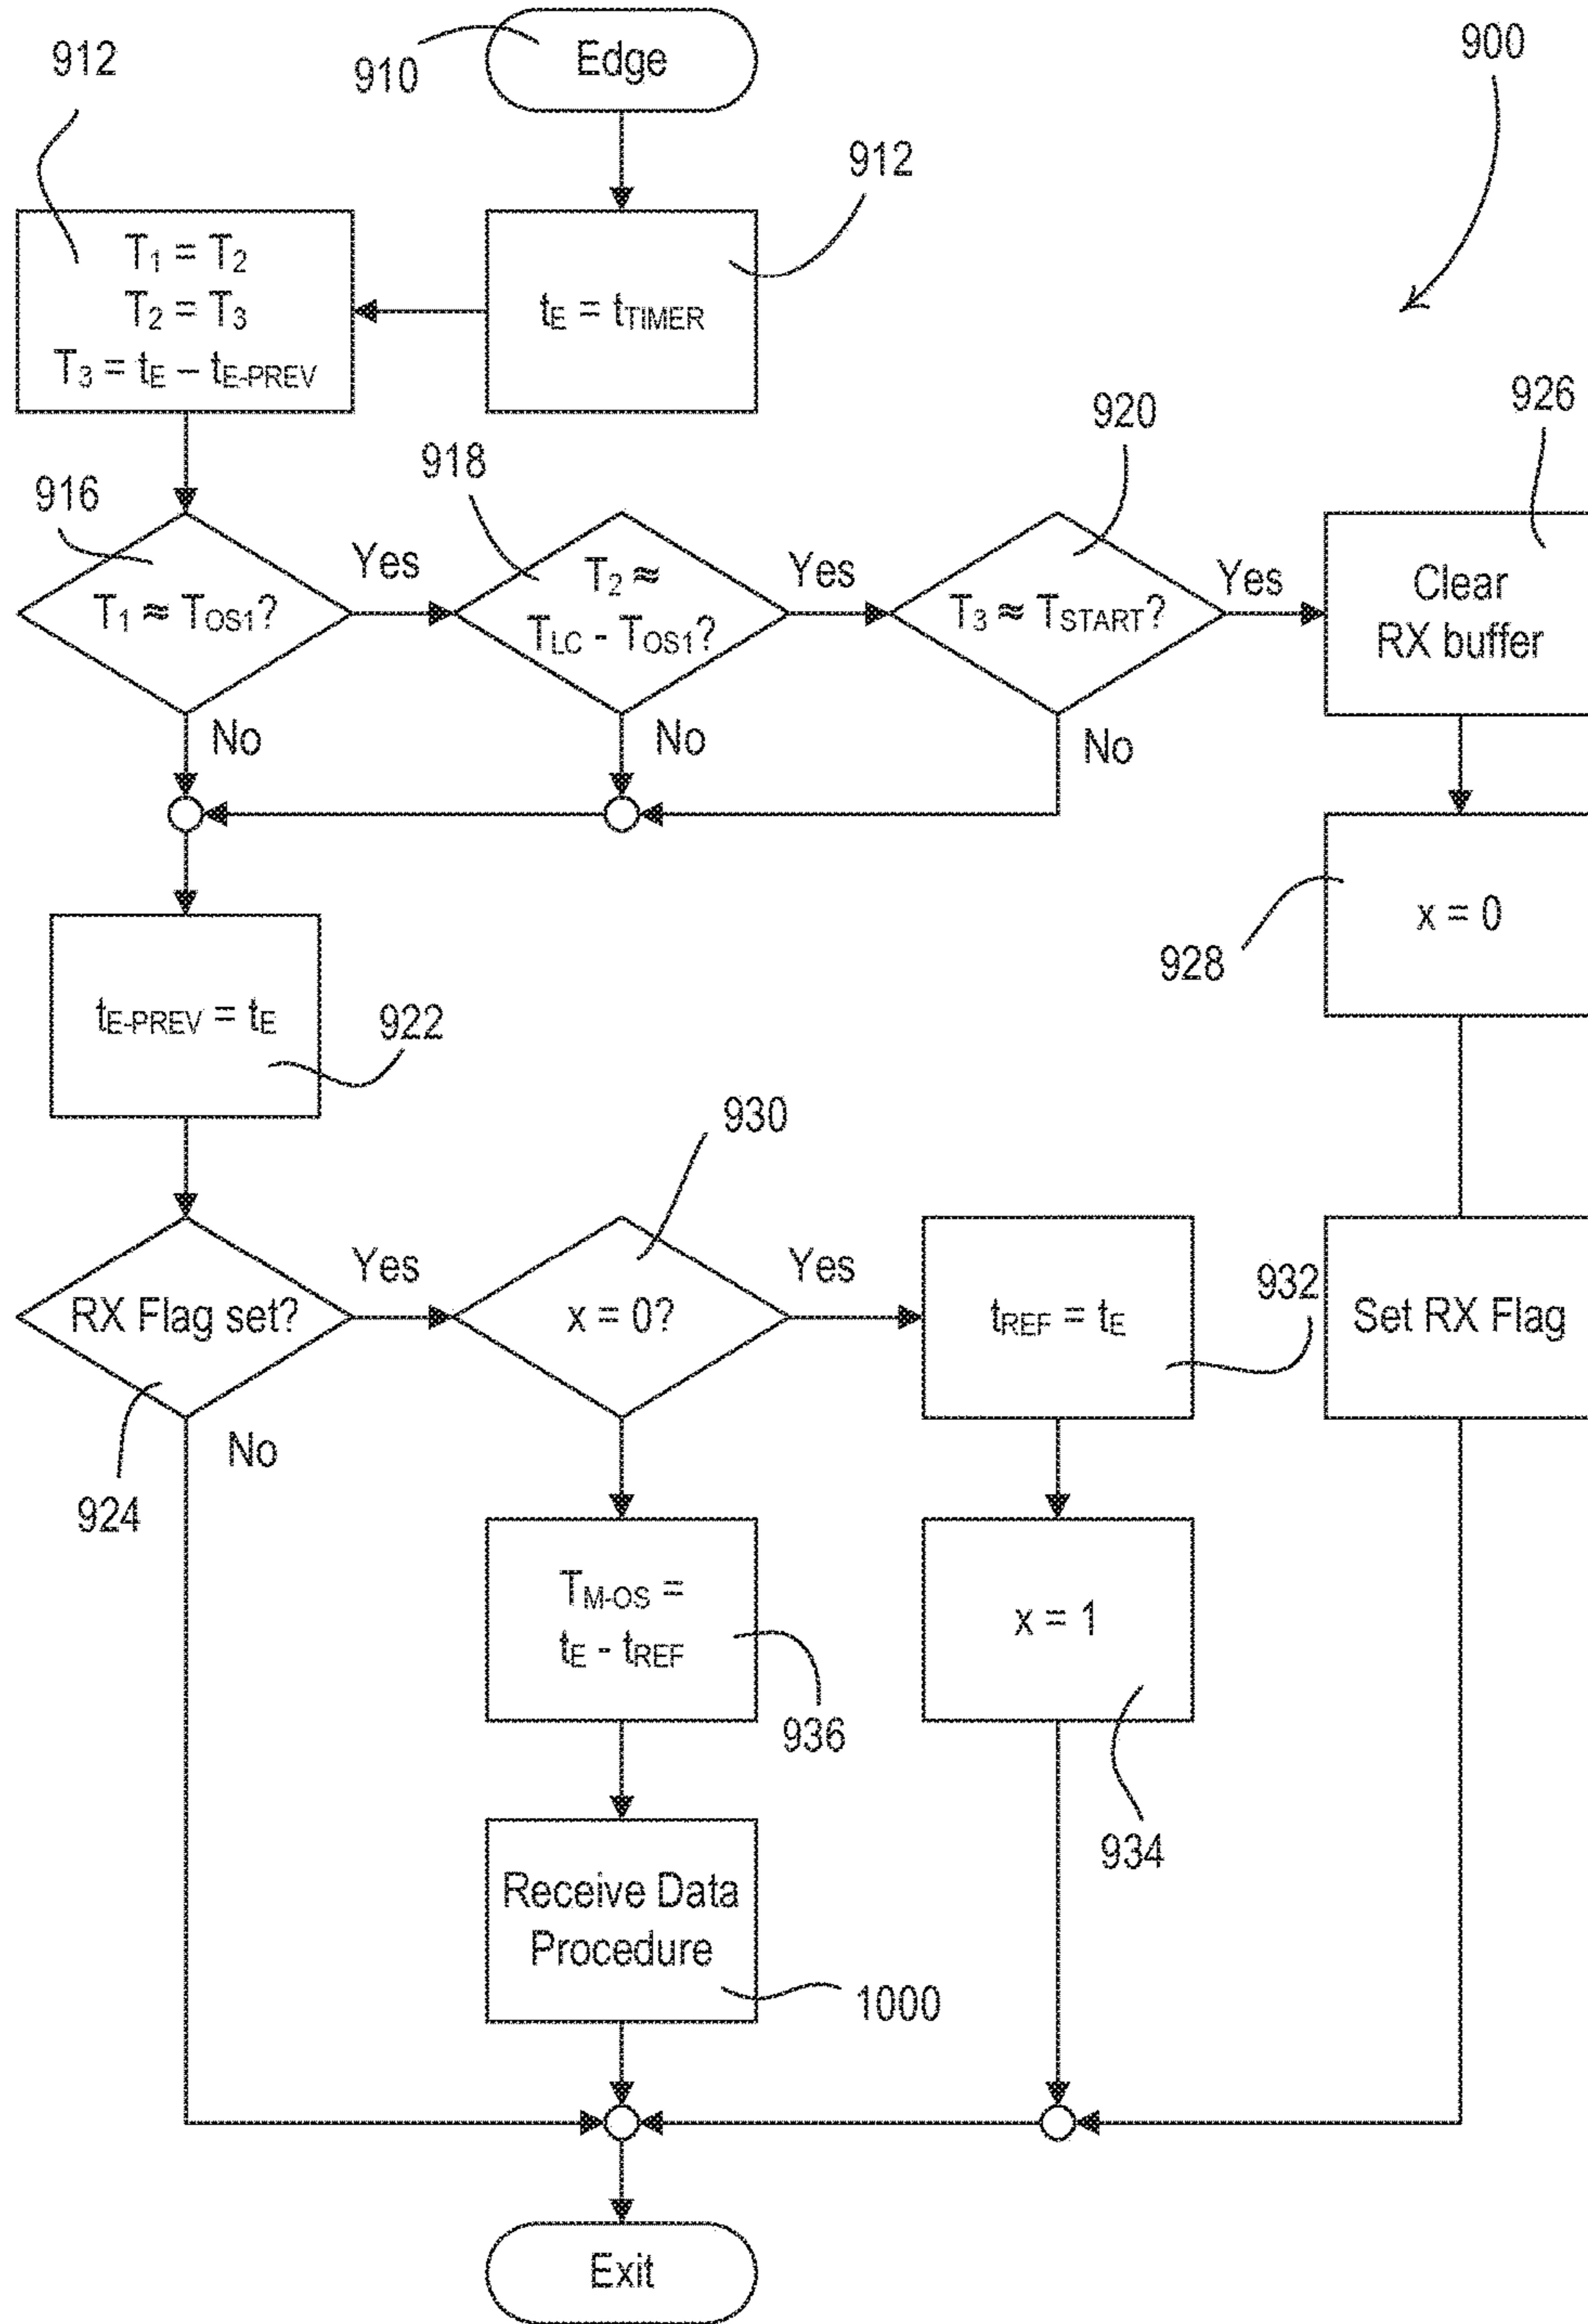 910
Edge
900
912
912
T₁ = T₂
T₂ = T₃
T₃ = tE – tE-PREV
tE = tTIMER
916
918
920
926
T₁ ≈ TOS1?
Yes
T₂ ≈
TLC - TOS1?
Yes
T₃ ≈ TSTART?
Yes
Clear
RX buffer
No
No
No
928
x = 0
tE-PREV = tE
922
930
RX Flag set?
Yes
x = 0?
Yes
tREF = tE
932
Set RX Flag
924
No
TM-OS =
tE - tREF
936
x = 1
934
Receive Data
Procedure
1000
Exit